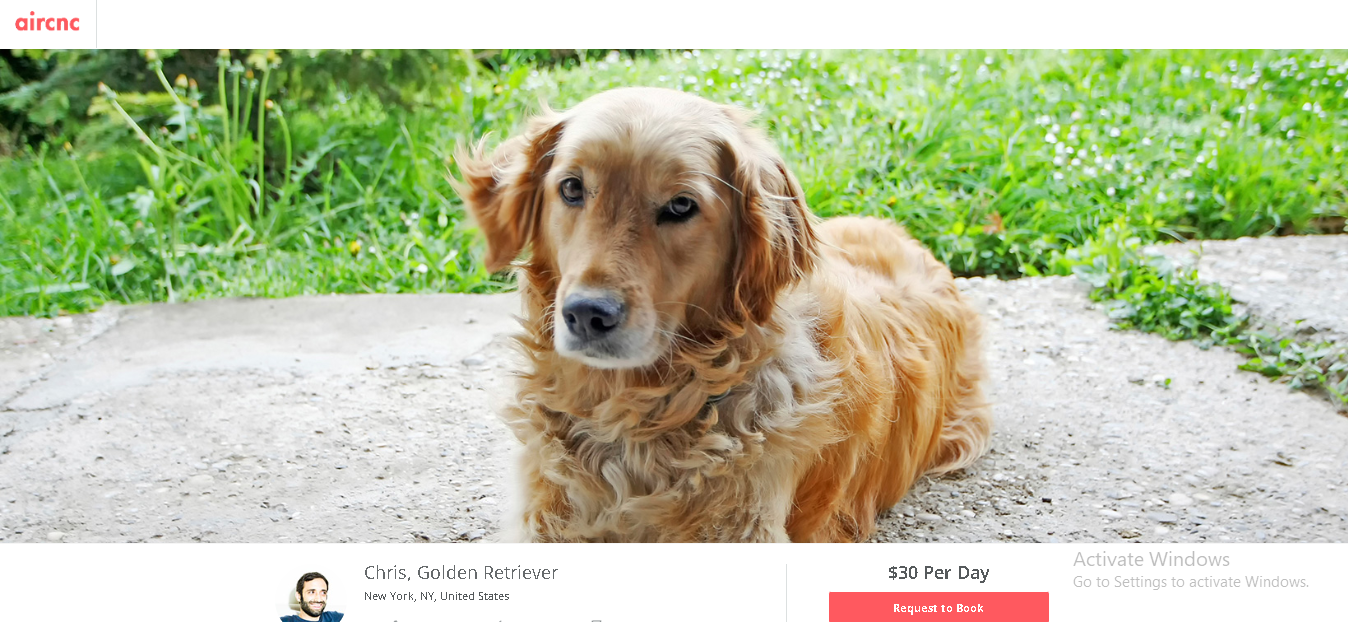 aircnc
Chris, Golden Retriever
New York, NY, United States
$30 Per Day
Request to Book
Activate Windows
Go to Settings to activate Windows.